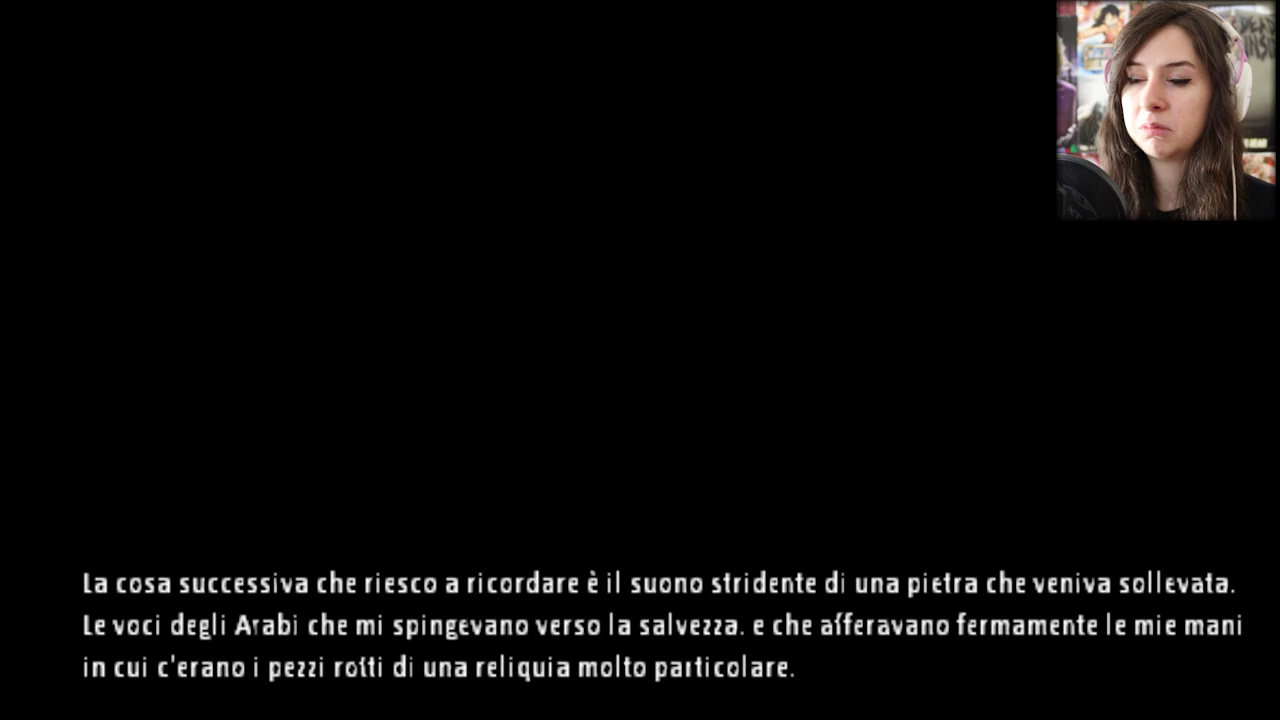 La cosa successiva che riesco a ricordare è il suono stridente di una pietra che veniva sollevata.
Le voci degli Arabi che mi spingevano verso la salvezza. e che afferavano fermamente le mie mani
in cui c'erano i pezzi rotti di una reliquia molto particolare.